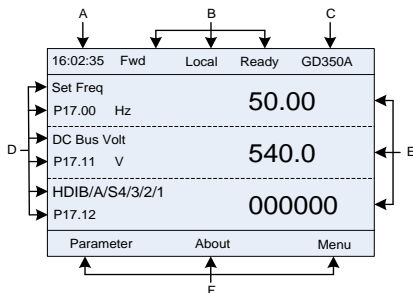 A B C
16:02:35 Fwd Local Ready GD350A
Set Freq
P17.00 Hz 50.00
D
DC Bus Volt
P17.11 V 540.0
E
HDIB/A/S4/3/2/1
P17.12 000000
Parameter About Menu
F